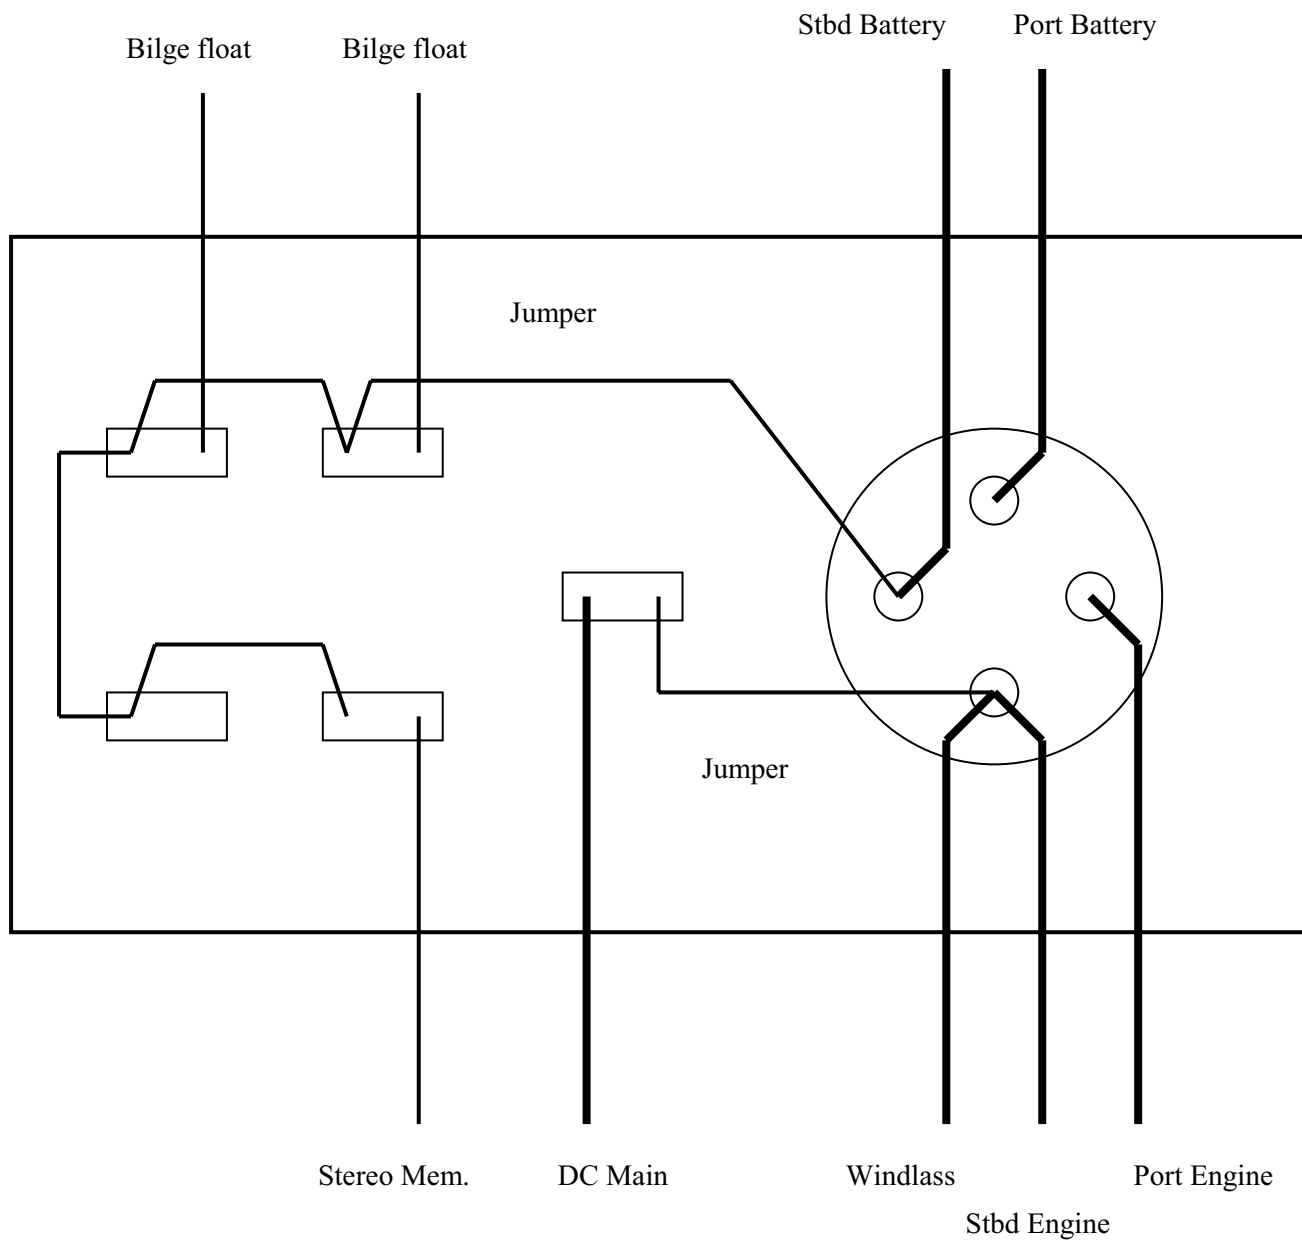 Stbd Battery
Port Battery
Bilge float
Bilge float
Jumper
Jumper
Stereo Mem.
DC Main
Windlass
Port Engine
Stbd Engine